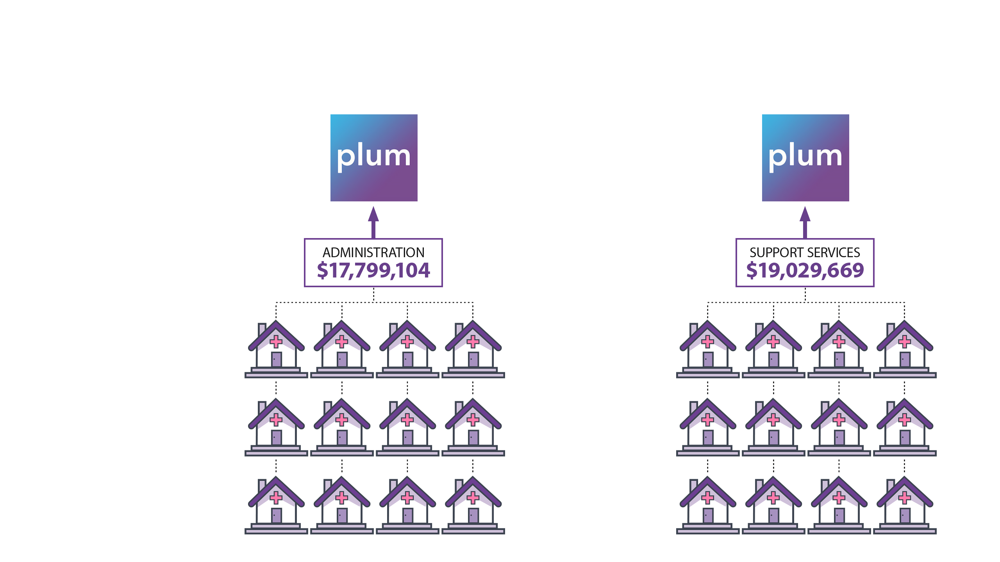 plum
ADMINISTRATION
$17,799,104
plum
SUPPORT SERVICES
$19,029,669